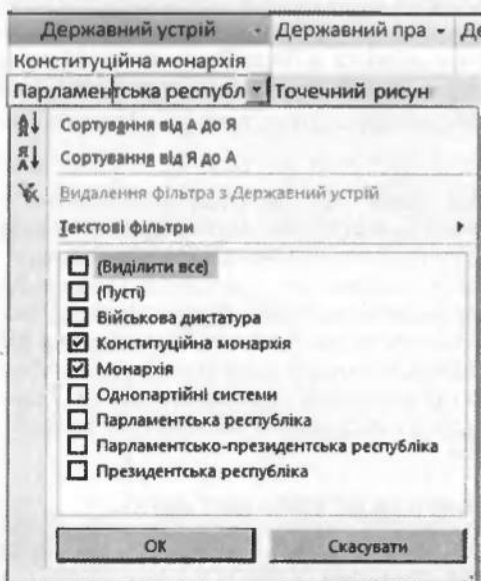 Державний устрій Державний пра Де
Конституційна монархія
Парламентська республ Точечний рисун
Сортування від А до Я
Сортування від Я до А
Видалення фільтра з Державний устрій
Текстові фільтри
(Виділити все)
(Пусті)
Військова диктатура
Конституційна монархія
Монархія
Однопартійні системи
Парламентська республіка
Парламентсько-президентська республіка
Президентська республіка
ОК Скасувати